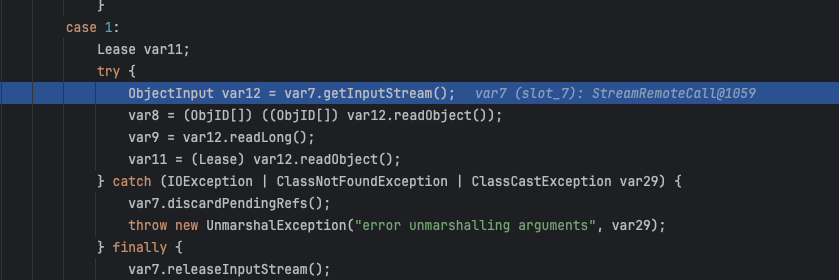 }
case 1:
Lease var11;
try {
ObjectInput var12 = var7.getInputStream();   var7 (slot_7): StreamRemoteCall@1059
var8 = (ObjID[]) ((ObjID[]) var12.readObject());
var9 = var12.readLong();
var11 = (Lease) var12.readObject();
} catch (IOException | ClassNotFoundException | ClassCastException var29) {
var7.discardPendingRefs();
throw new UnmarshalException("error unmarshalling arguments", var29);
} finally {
var7.releaseInputStream();